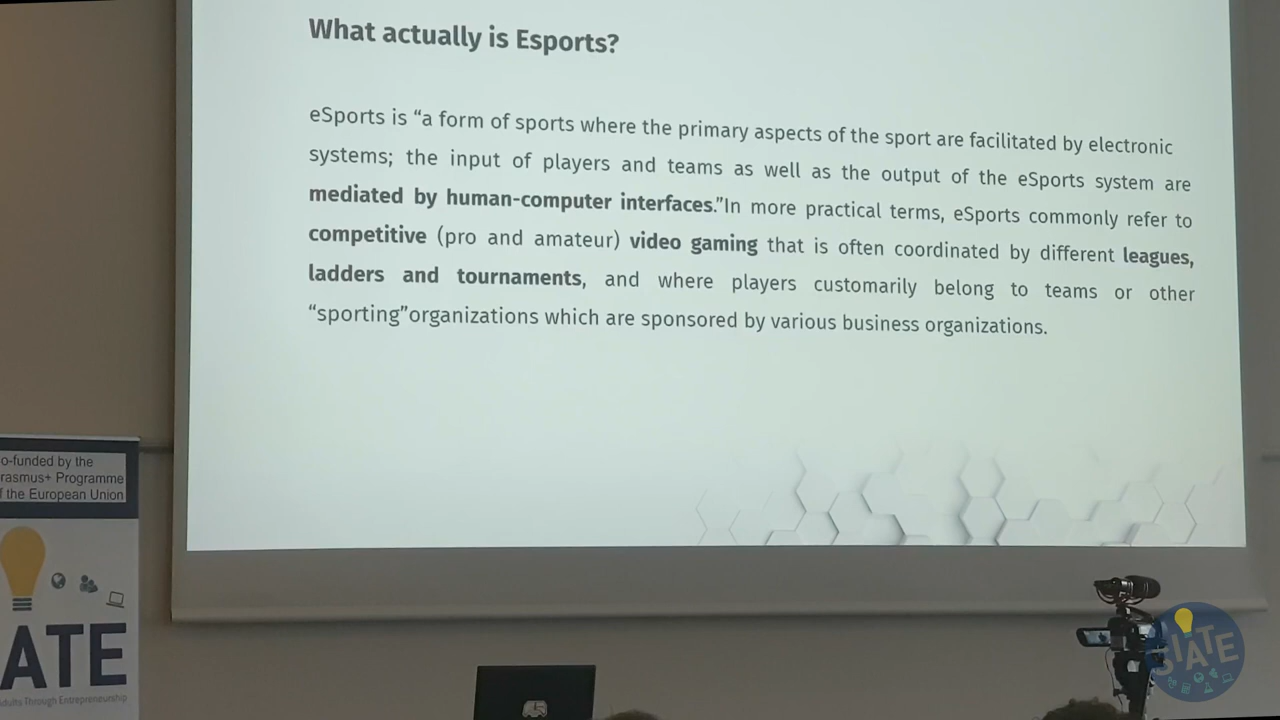 What actually is Esports?
eSports is “a form of sports where the primary aspects of the sport are facilitated by electronic
systems; the input of players and teams as well as the output of the eSports system are
mediated by human-computer interfaces.”In more practical terms, eSports commonly refer to
competitive (pro and amateur) video gaming that is often coordinated by different leagues,
ladders and tournaments, and where players customarily belong to teams or other
“sporting”organizations which are sponsored by various business organizations.
o-funded by the
rasmus+ Programme
f the European Union
ATE
dults Through Entrepreneurship
STATE